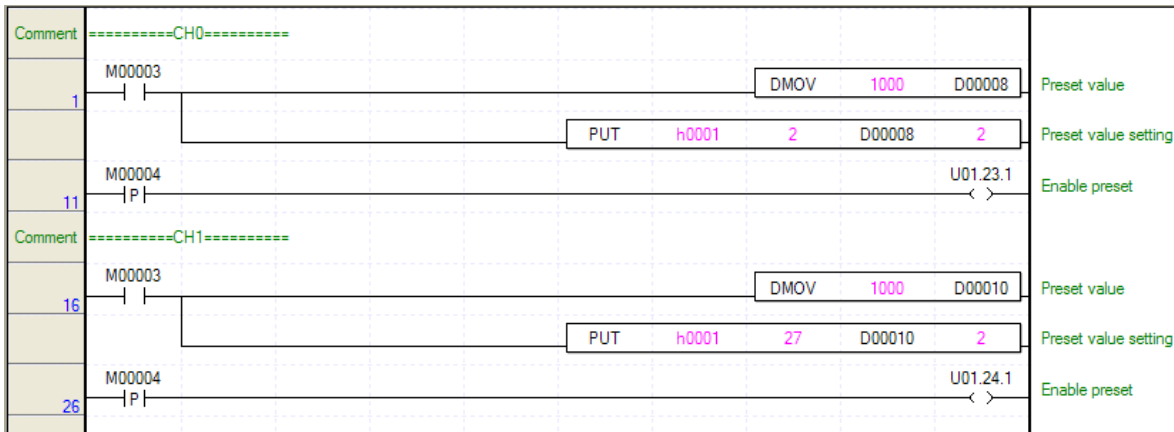 Comment ==========CH0==========
M00003
1 DMOV 1000 D00008 Preset value
PUT h0001 2 D00008 2 Preset value setting
M00004 U01.23.1
11 P Enable preset
Comment ==========CH1==========
M00003
16 DMOV 1000 D00010 Preset value
PUT h0001 27 D00010 2 Preset value setting
M00004 U01.24.1
26 P Enable preset